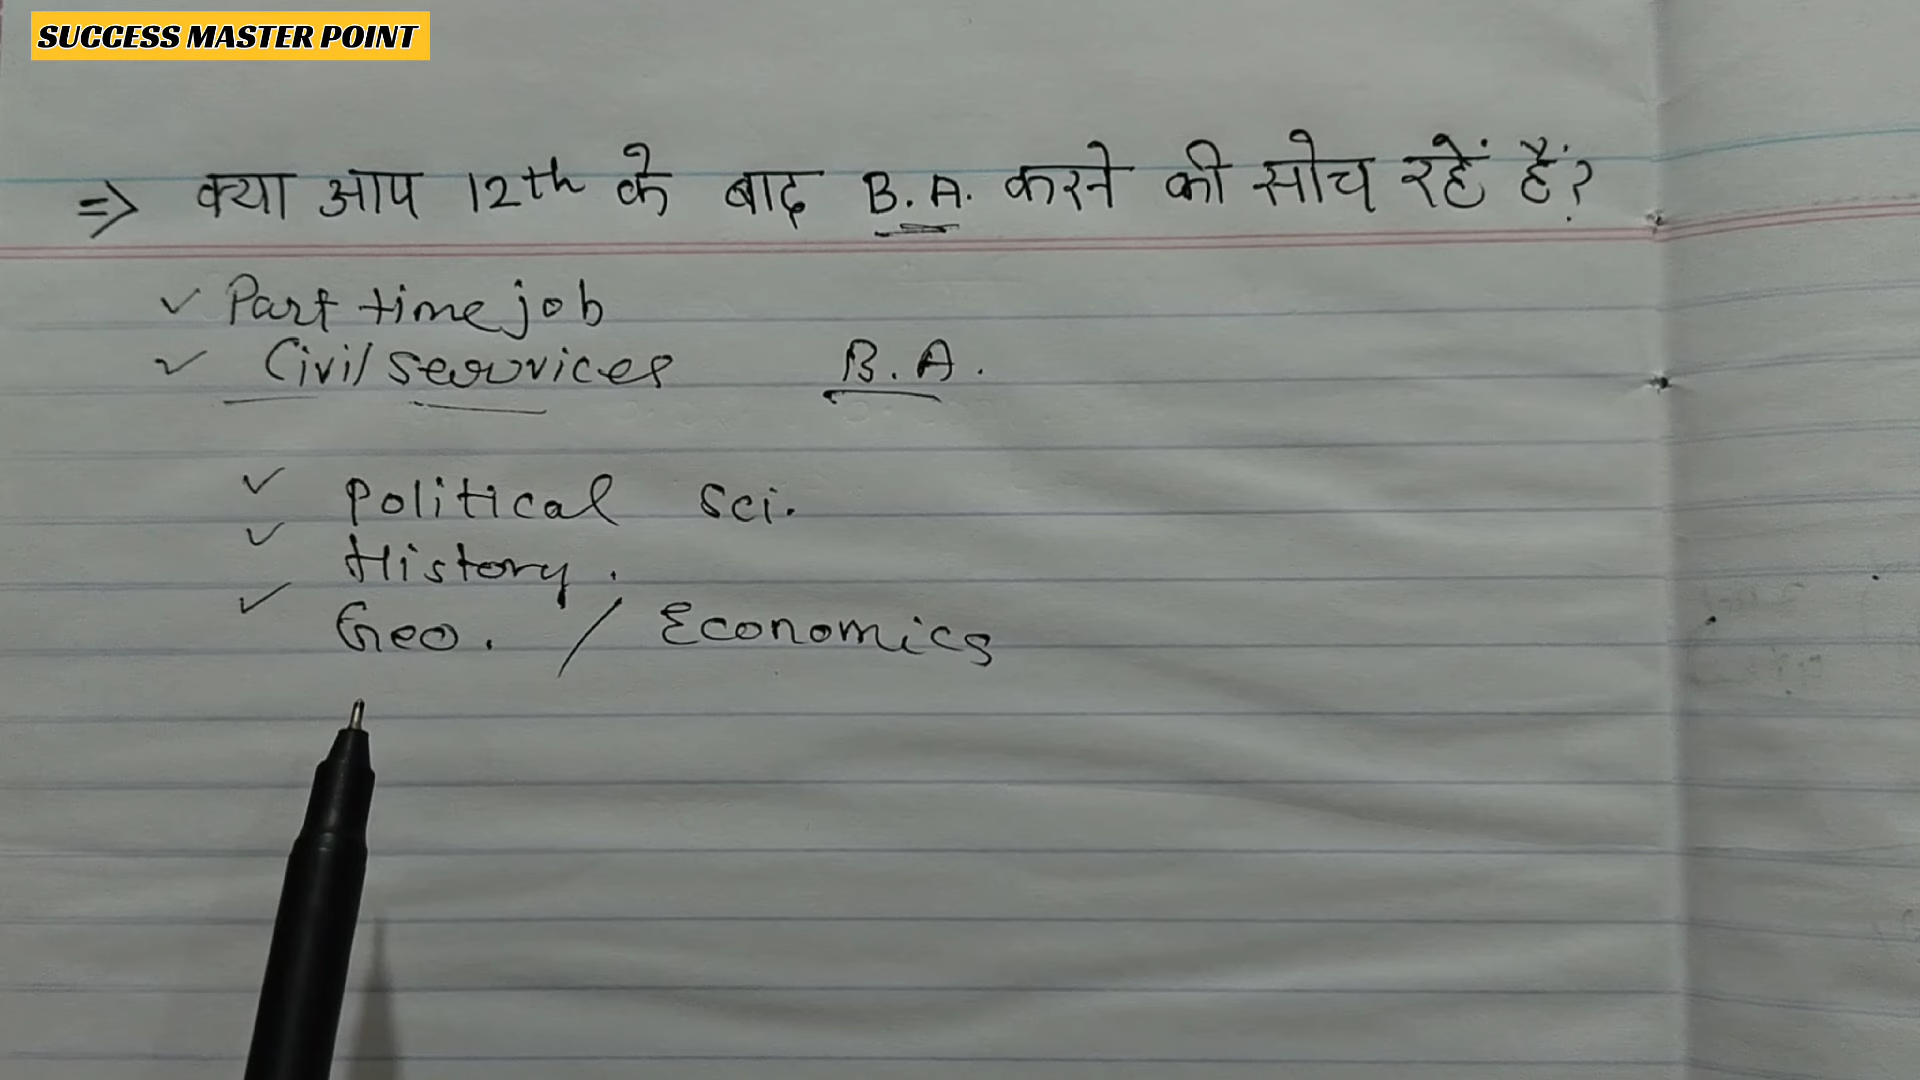 SUCCESS MASTER POINT
⇒ क्या आप 12th के बाद B.A. करने की सोच रहें हैं?
✓ Part time job
✓ Civil services B.A.
✓ Political Sci.
✓ History.
✓ Geo. / Economics